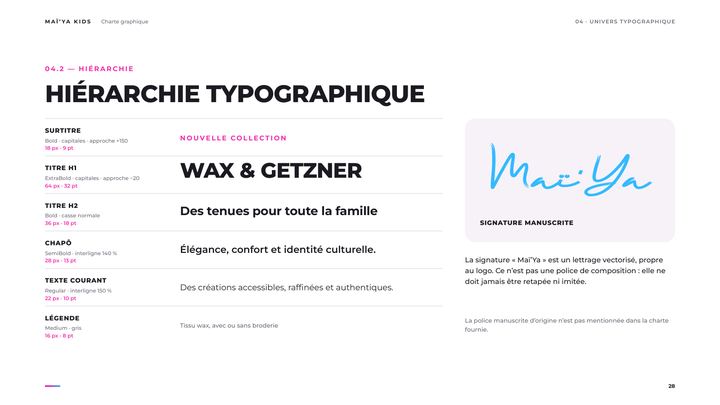 MAÏ'YA KIDS Charte graphique
04 · UNIVERS TYPOGRAPHIQUE
04.2 — HIÉRARCHIE
HIÉRARCHIE TYPOGRAPHIQUE
SURTITRE
Bold · capitales · approche +150
18 px · 9 pt
NOUVELLE COLLECTION
TITRE H1
ExtraBold · capitales · approche −20
64 px · 32 pt
WAX & GETZNER
TITRE H2
Bold · casse normale
36 px · 18 pt
Des tenues pour toute la famille
CHAPÔ
SemiBold · interligne 140 %
28 px · 13 pt
Élégance, confort et identité culturelle.
TEXTE COURANT
Regular · interligne 150 %
22 px · 10 pt
Des créations accessibles, raffinées et authentiques.
LÉGENDE
Medium · gris
16 px · 8 pt
Tissu wax, avec ou sans broderie
Maï'Ya
SIGNATURE MANUSCRITE
La signature « Maï'Ya » est un lettrage vectorisé, propre
au logo. Ce n'est pas une police de composition : elle ne
doit jamais être retapée ni imitée.
La police manuscrite d'origine n'est pas mentionnée dans la charte
fournie.
28